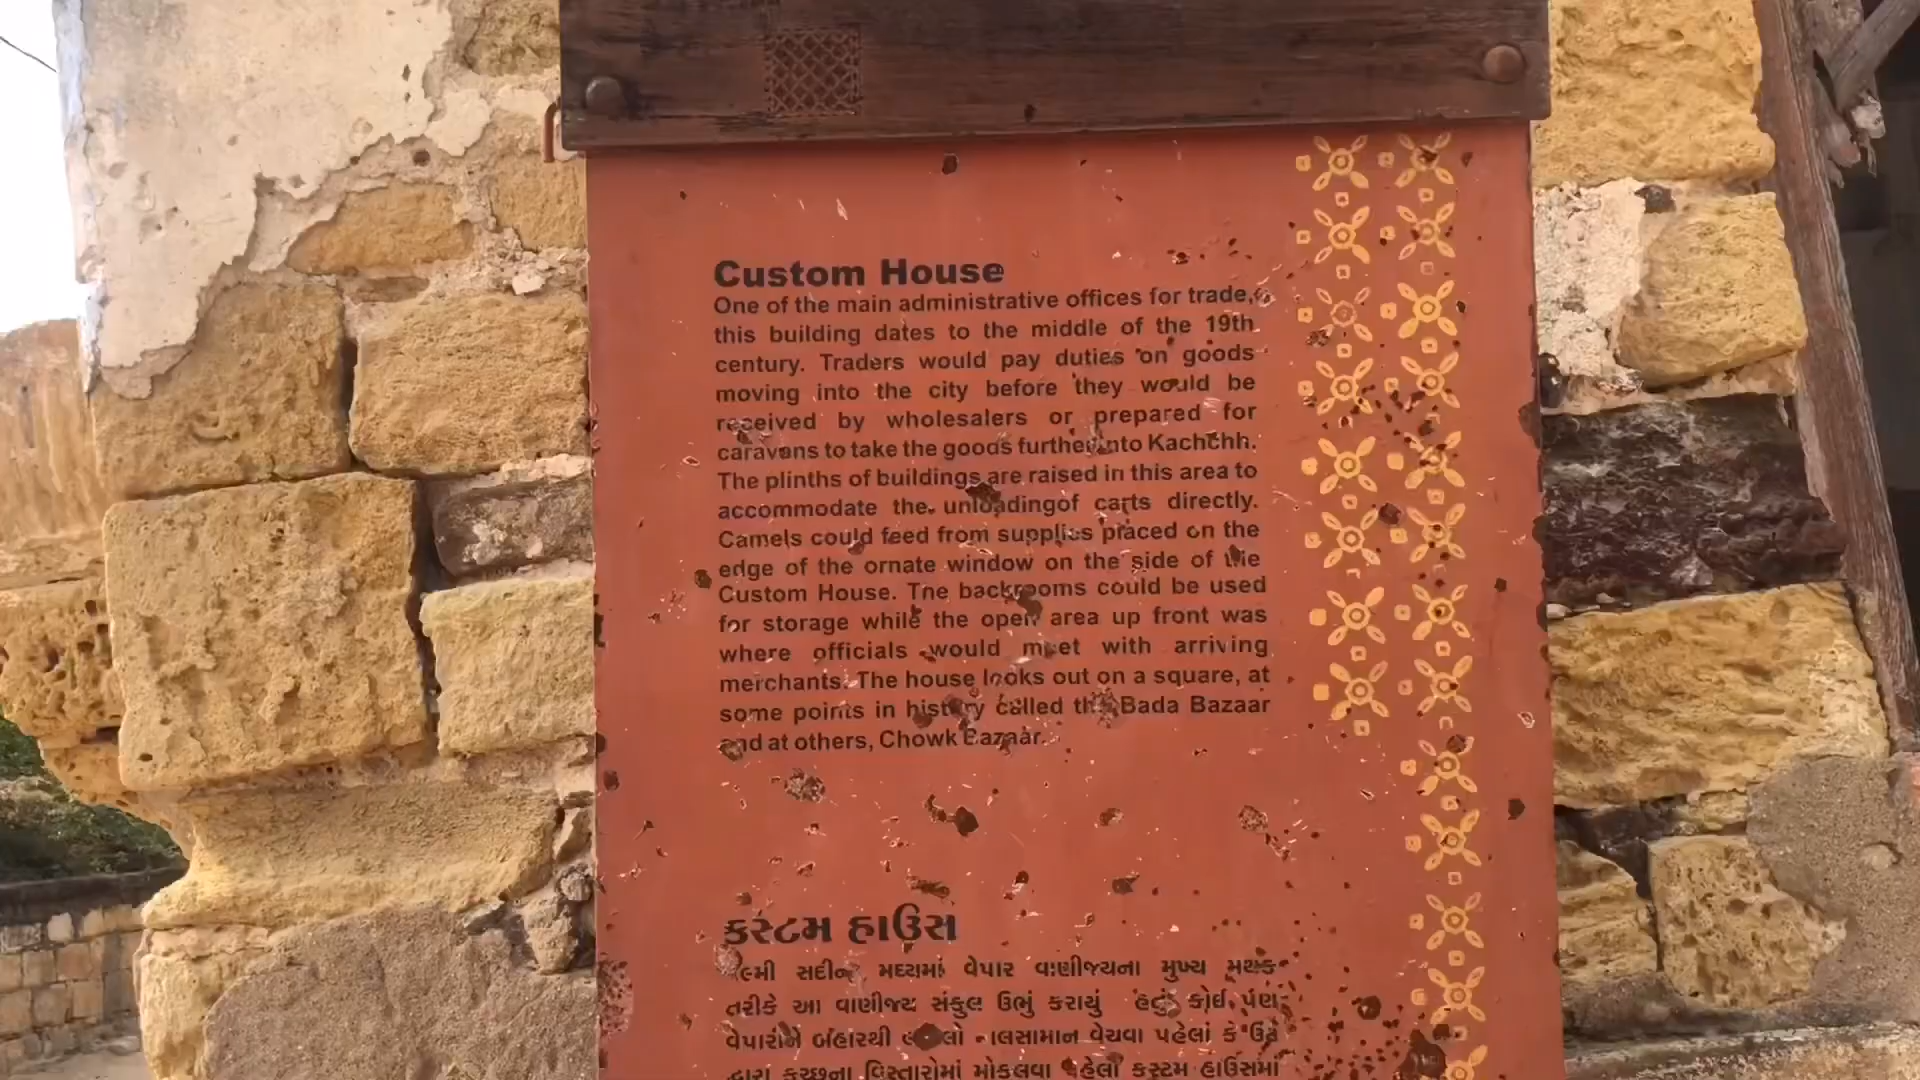 Custom House
One of the main administrative offices for trade,
this building dates to the middle of the 19th
century. Traders would pay duties on goods
moving into the city before they would be
received by wholesalers or prepared for
caravans to take the goods further into Kachchh.
The plinths of buildings are raised in this area to
accommodate the unloadingof carts directly.
Camels could feed from supplies placed on the
edge of the ornate window on the side of the
Custom House. The backrooms could be used
for storage while the open area up front was
where officials would meet with arriving
merchants. The house looks out on a square, at
some points in history called the Bada Bazaar
and at others, Chowk Bazaar.
કસ્ટમ હાઉસ
સદીના મધ્યમાં વેપાર વાણીજ્યના મુખ્ય મથક
તરીકે આ વાણીજ્ય સંકુલ ઉભું કરાયું હતું. કોઈ પણ
વેપારીને બહારથી માલસામાન વેચવા પહેલાં કે
દ્વારા કચ્છના વિસ્તારોમાં મોકલવા પહેલાં કસ્ટમ હાઉસમાં